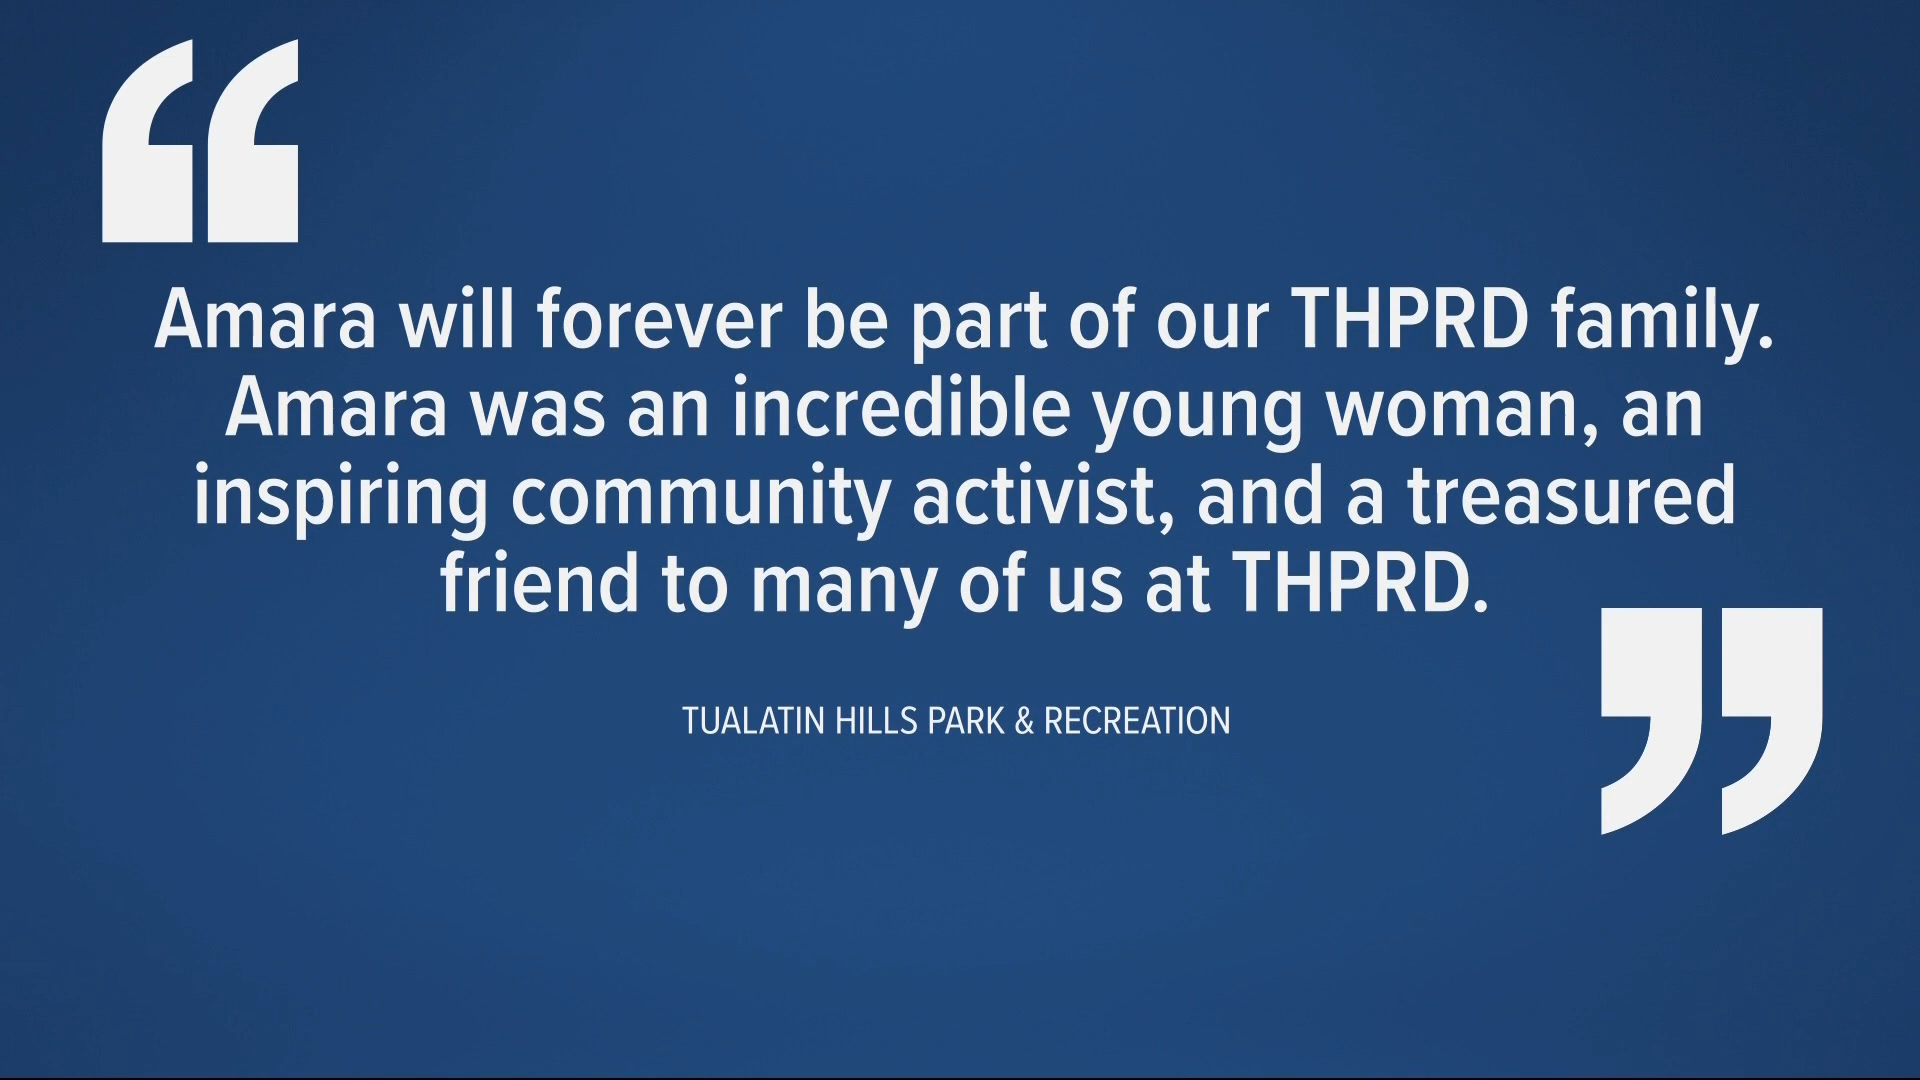 “
Amara will forever be part of our THPRD family.
Amara was an incredible young woman, an
inspiring community activist, and a treasured
friend to many of us at THPRD.
”
TUALATIN HILLS PARK & RECREATION